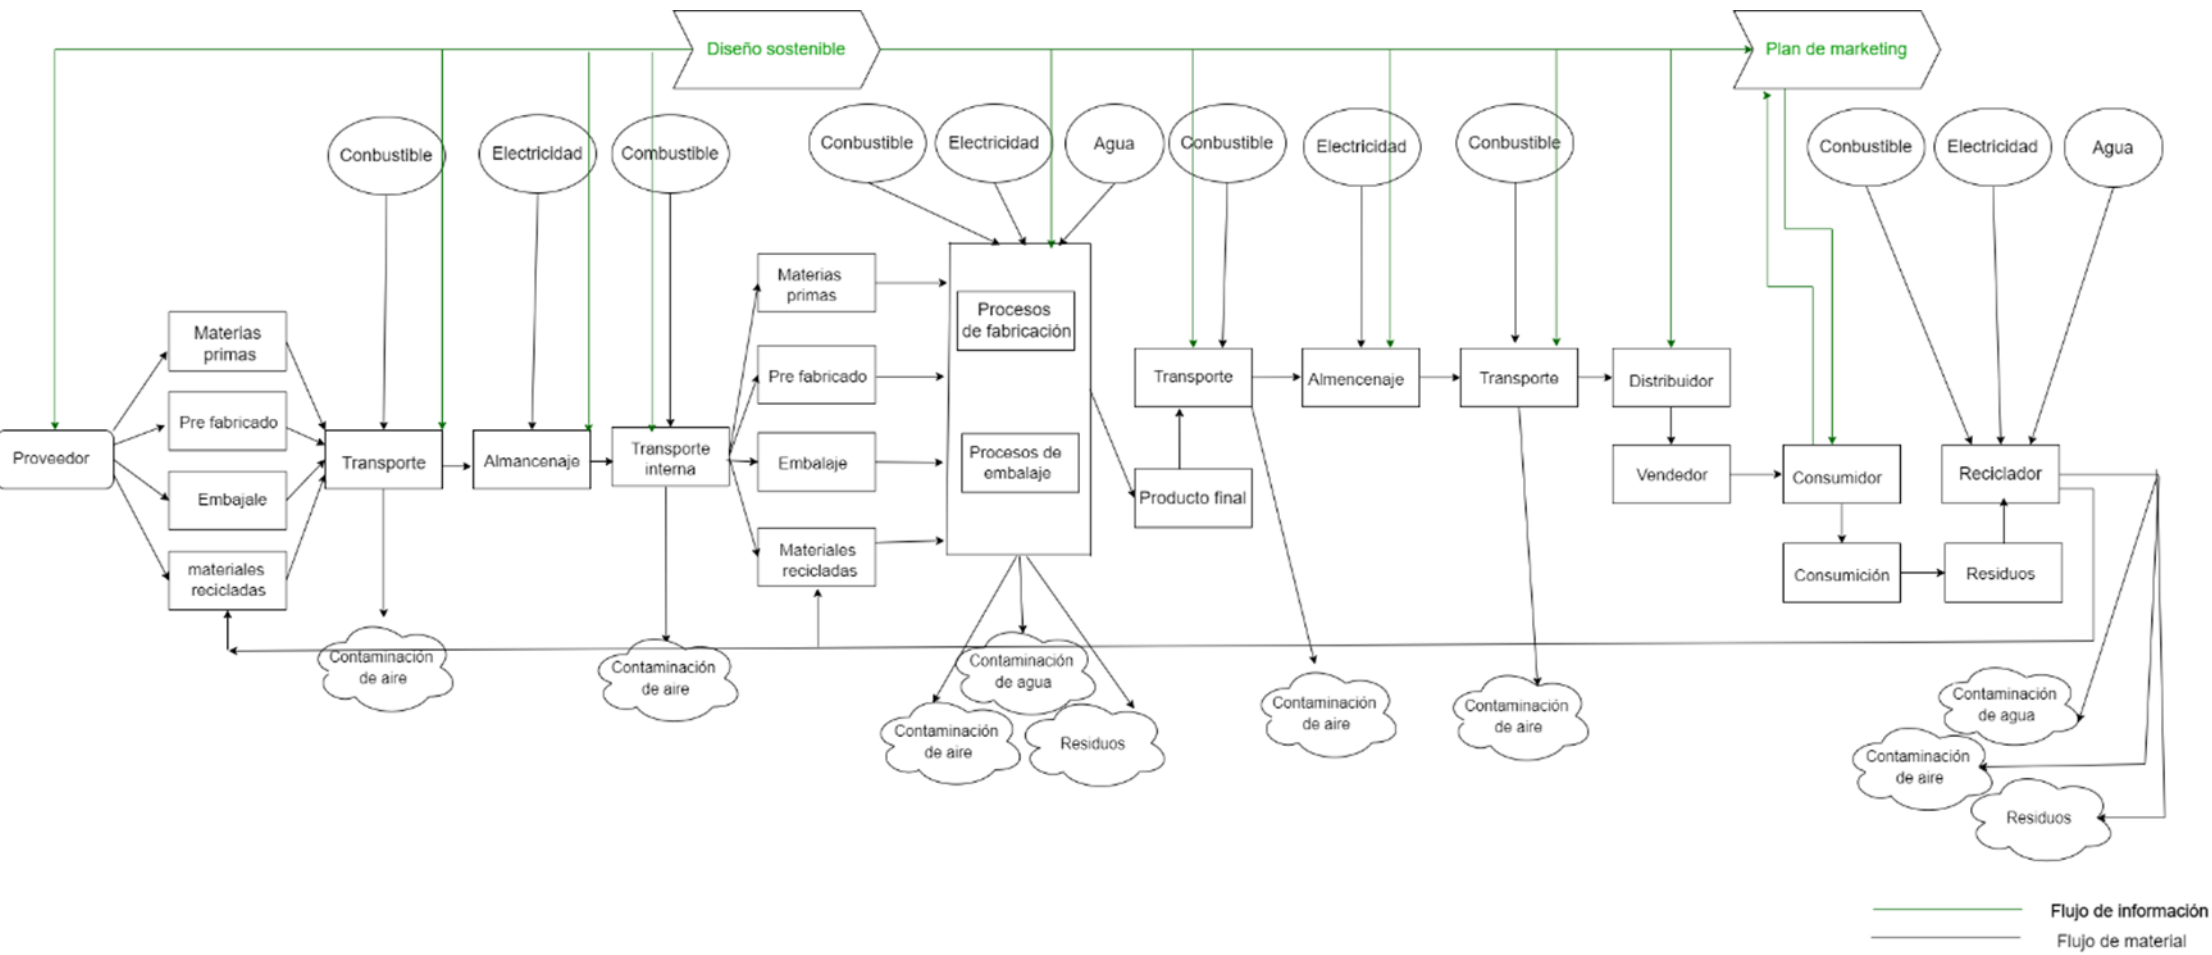 Diseño sostenible
Plan de marketing
Conbustible
Electricidad
Combustible
Conbustible
Electricidad
Agua
Conbustible
Electricidad
Conbustible
Conbustible
Electricidad
Agua
Proveedor
Materias
primas
Pre fabricado
Embajale
materiales
recicladas
Transporte
Almancenaje
Transporte
interna
Materias
primas
Pre fabricado
Embalaje
Materiales
recicladas
Procesos
de fabricación
Procesos de
embalaje
Producto final
Transporte
Almencenaje
Transporte
Distribuidor
Vendedor
Consumidor
Consumición
Residuos
Reciclador
Contaminación
de aire
Contaminación
de aire
Contaminación
de agua
Contaminación
de aire
Residuos
Contaminación
de aire
Contaminación
de aire
Contaminación
de agua
Contaminación
de aire
Residuos
Flujo de información
Flujo de material